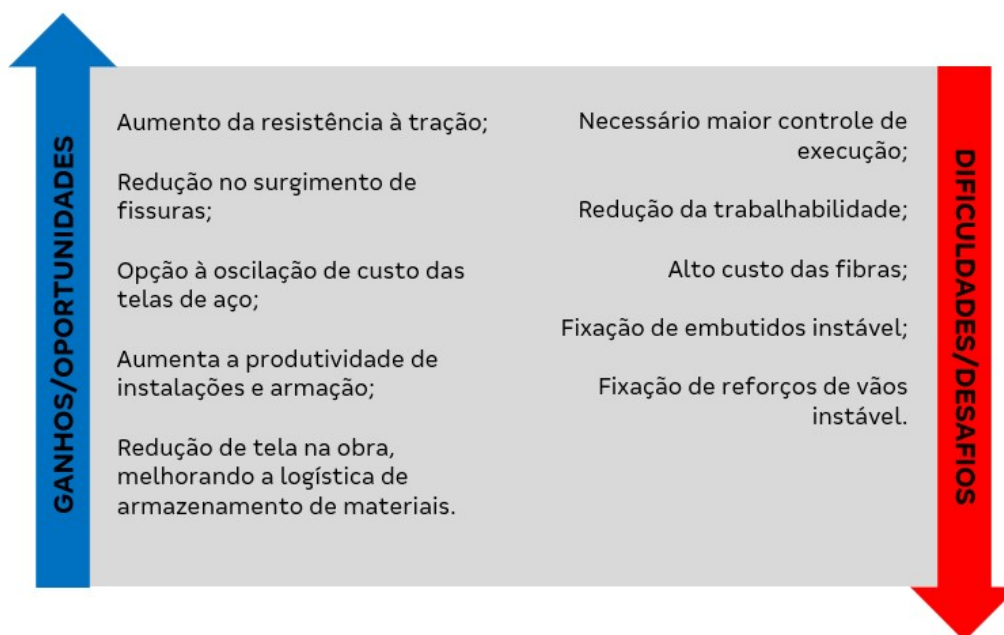 GANHOS/OPORTUNIDADES
Aumento da resistência à tração;
Redução no surgimento de
fissuras;
Opção à oscilação de custo das
telas de aço;
Aumenta a produtividade de
instalações e armação;
Redução de tela na obra,
melhorando a logística de
armazenamento de materiais.
Necessário maior controle de
execução;
Redução da trabalhabilidade;
Alto custo das fibras;
Fixação de embutidos instável;
Fixação de reforços de vãos
instável.
DIFICULDADES/DESAFIOS